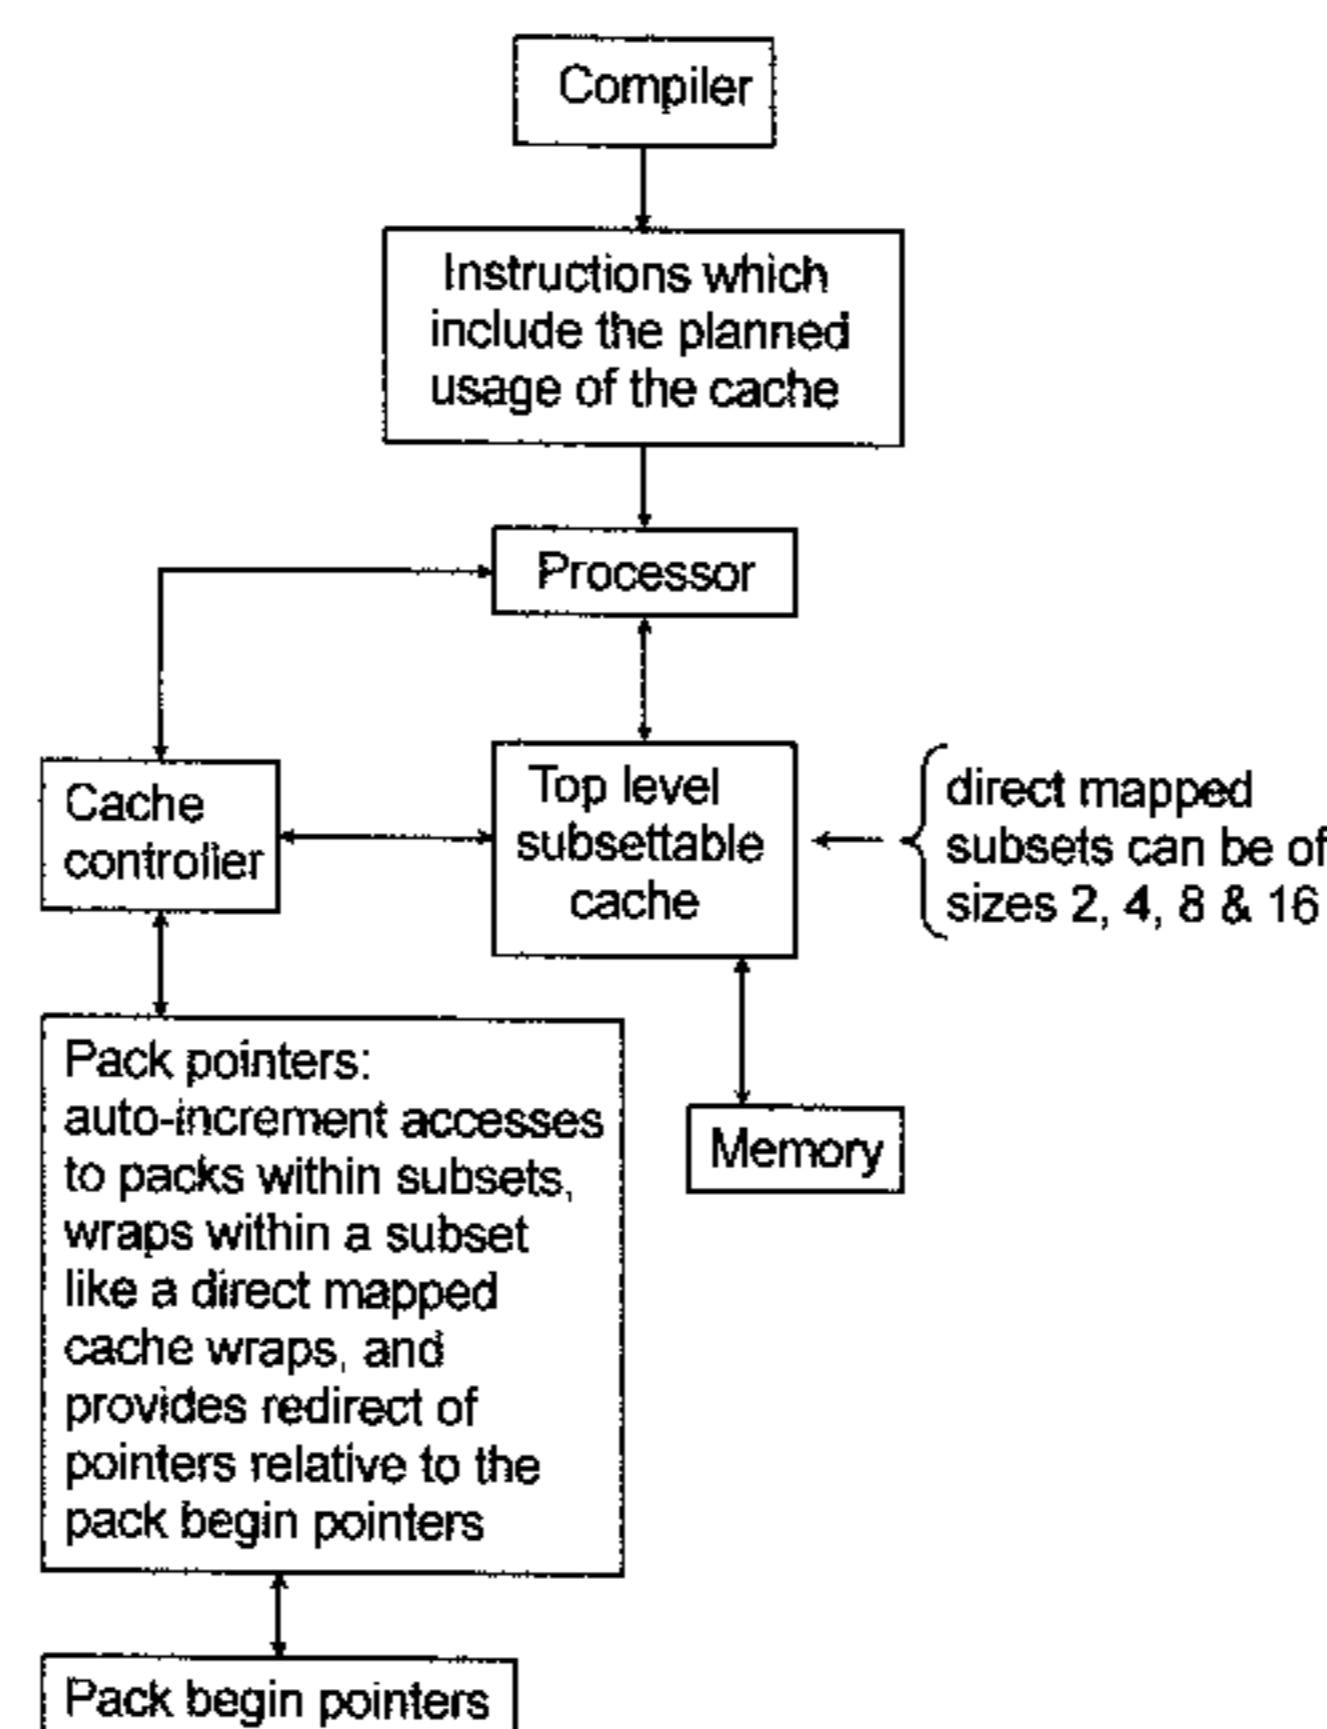 Compiler
Instructions which
include the planned
usage of the cache
Processor
Cache
controller
Top level
subsettable
cache
direct mapped
subsets can be of
sizes 2, 4, 8 & 16
Pack pointers:
auto-increment accesses
to packs within subsets,
wraps within a subset
like a direct mapped
cache wraps, and
provides redirect of
pointers relative to the
pack begin pointers
Memory
Pack begin pointers